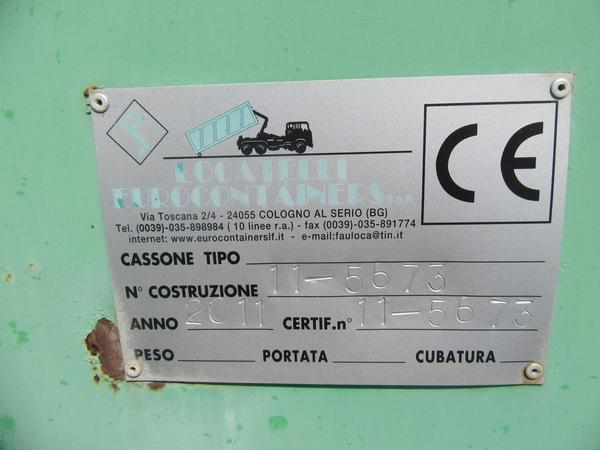 LOCATELLI
EUROCONTAINERS S.p.A
Via Toscana 2/4 - 24055 COLOGNO AL SERIO (BG)
Tel. (0039)-035-898984 ( 10 linee r.a.) - fax (0039)-035-891774
internet: www.eurocontainerslf.it - e-mail:fauloca@tin.it
CE
CASSONE TIPO
N° COSTRUZIONE 11-5673
ANNO 2011 CERTIF.n° 11-5673
PESO PORTATA CUBATURA